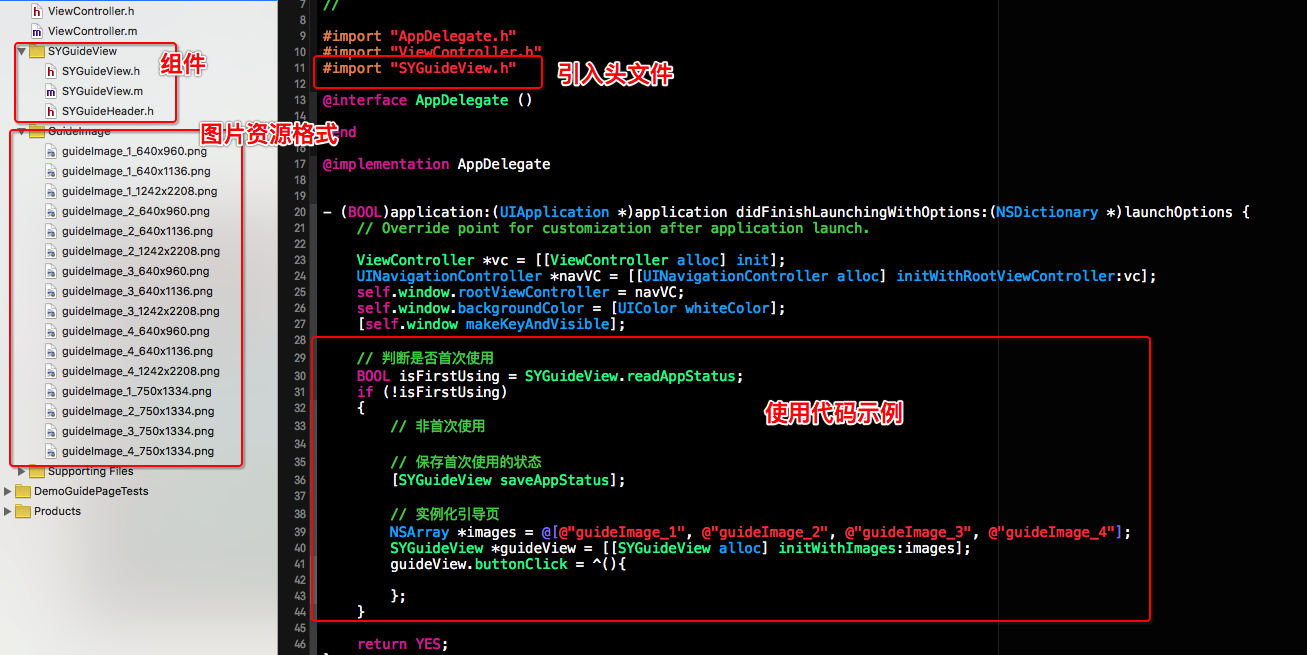 ViewController.h
ViewController.m
SYGuideView
SYGuideView.h
SYGuideView.m
SYGuideHeader.h
组件
GuideImage
图片资源格式
guideImage_1_640x960.png
guideImage_1_640x1136.png
guideImage_1_1242x2208.png
guideImage_2_640x960.png
guideImage_2_640x1136.png
guideImage_2_1242x2208.png
guideImage_3_640x960.png
guideImage_3_640x1136.png
guideImage_3_1242x2208.png
guideImage_4_640x960.png
guideImage_4_640x1136.png
guideImage_4_1242x2208.png
guideImage_1_750x1334.png
guideImage_2_750x1334.png
guideImage_3_750x1334.png
guideImage_4_750x1334.png
Supporting Files
DemoGuidePageTests
Products
7 //
8
9 #import "AppDelegate.h"
10 #import "ViewController.h"
11 #import "SYGuideView.h"
引入头文件
12
13 @interface AppDelegate ()
14
nd
16
17 @implementation AppDelegate
18
19
20 - (BOOL)application:(UIApplication *)application didFinishLaunchingWithOptions:(NSDictionary *)launchOptions {
21 // Override point for customization after application launch.
22
23 ViewController *vc = [[ViewController alloc] init];
24 UINavigationController *navVC = [[UINavigationController alloc] initWithRootViewController:vc];
25 self.window.rootViewController = navVC;
26 self.window.backgroundColor = [UIColor whiteColor];
27 [self.window makeKeyAndVisible];
28
29 // 判断是否首次使用
30 BOOL isFirstUsing = SYGuideView.readAppStatus;
31 if (!isFirstUsing)
32 {
使用代码示例
33 // 非首次使用
34
35 // 保存首次使用的状态
36 [SYGuideView saveAppStatus];
37
38 // 实例化引导页
39 NSArray *images = @[@"guideImage_1", @"guideImage_2", @"guideImage_3", @"guideImage_4"];
40 SYGuideView *guideView = [[SYGuideView alloc] initWithImages:images];
41 guideView.buttonClick = ^(){
42
43 };
44 }
45
46 return YES;